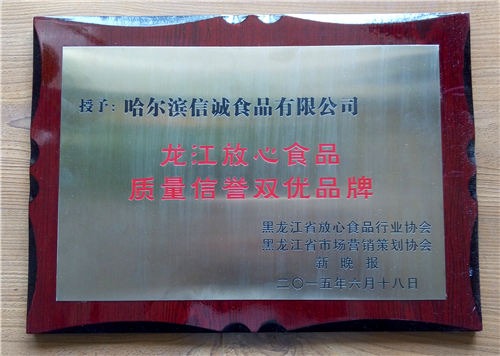 授予：哈尔滨信诚食品有限公司
龙江放心食品
质量信誉双优品牌
黑龙江省放心食品行业协会
黑龙江省市场营销策划协会
新晚报
二〇一五年六月十八日